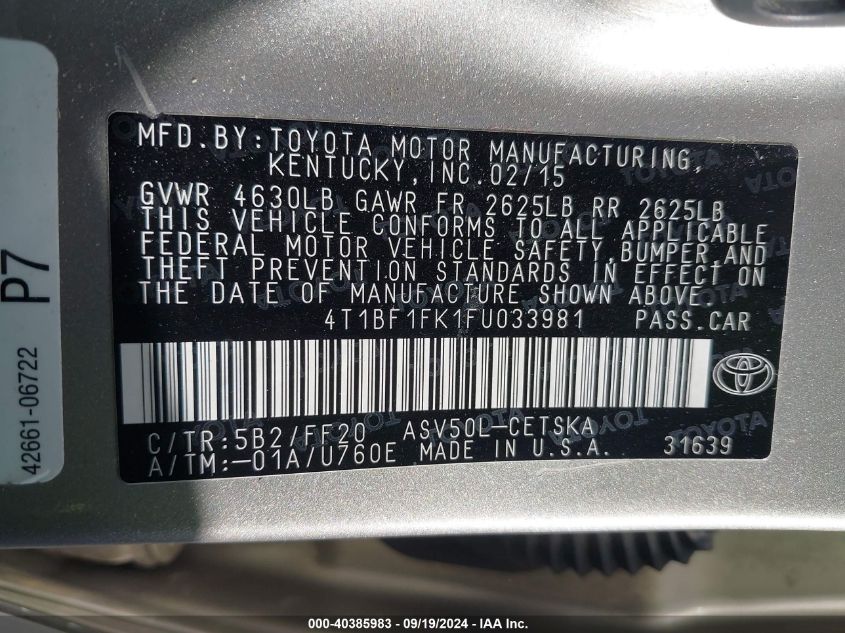 MFD. BY: TOYOTA MOTOR MANUFACTURING,
KENTUCKY, INC. 02/15
GVWR 4630LB GAWR FR 2625LB RR 2625LB
THIS VEHICLE CONFORMS TO ALL APPLICABLE
FEDERAL MOTOR VEHICLE SAFETY, BUMPER, AND
THEFT PREVENTION STANDARDS IN EFFECT ON
THE DATE OF MANUFACTURE SHOWN ABOVE.
4T1BF1FK1FU033981 PASS.CAR
C/TR:5B2/FF20 ASV50L-CETSKA
A/TM:-01A/U760E MADE IN U.S.A. 31639
42661-06722 P7
000-40385983 - 09/19/2024 - IAA Inc.